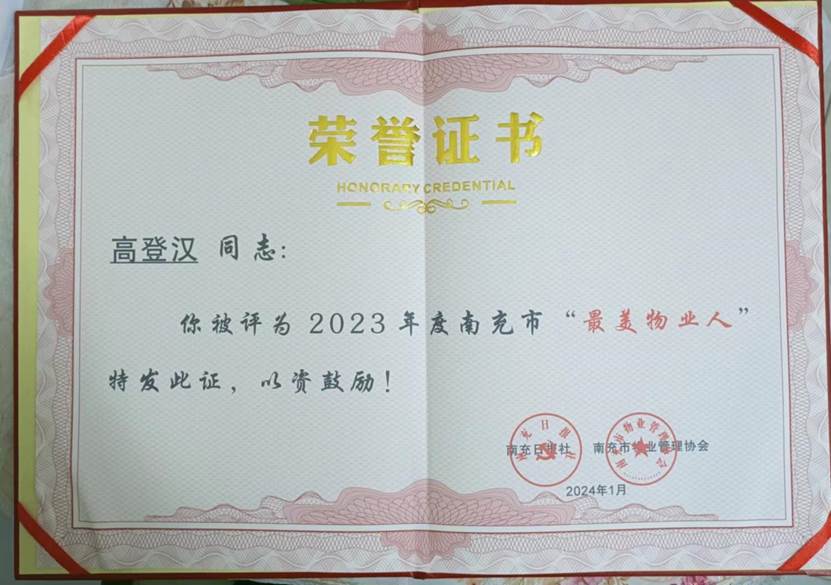 荣誉证书
HONORARY CREDENTIAL
高登汉 同志：
你被评为 2023 年度南充市“最美物业人”
特发此证，以资鼓励！
南充日报社 南充市物业管理协会
2024年1月